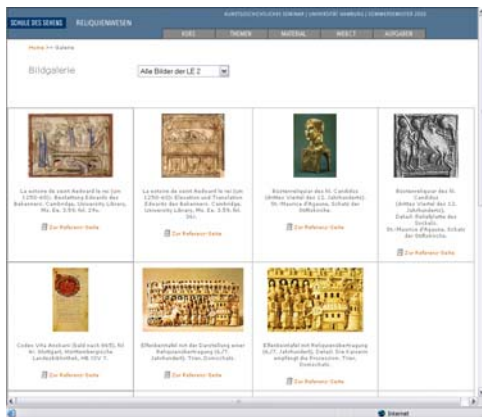 KUNSTGESCHICHTLICHES SEMINAR | UNIVERSITÄT HAMBURG | SOMMERSEMESTER 2005
SCHULE DES SEHENS RELIQUIENWESEN
KURS THEMEN MATERIAL WEBCT AUFGABEN
Home >> Galerie
Bildgalerie
Alle Bilder der LE 2
La estoire de saint Aedward le rei (um
1250-60): Bestattung Edwards des
Bekenners. Cambridge, University Library,
Ms. Ee. 3.59: fol. 29v.
Zur Referenz-Seite
La estoire de saint Aedward le rei (um
1250-60): Elevation und Translation
Edwards des Bekenners. Cambridge,
University Library, Ms. Ee. 3.59, fol.
Zur Referenz-Seite
Büstenreliquiar des hl. Candidus
(drittes Viertel des 12.
Jahrhunderts).
St.-Maurice d'Agaune, Schatz der
Stiftskirche.
Zur Referenz-Seite
Büstenreliquiar des hl.
Candidus
(drittes Viertel des 12.
Jahrhunderts),
Detail: Reliefplatte des
Sockels.
St.-Maurice d'Agaune, Schatz
der Stiftskirche.
Zur Referenz-Seite
Codex Vita Anskarii (bald nach 865), fol.
Stuttgart, Württembergische
Landesbibliothek, HB XIV 7.
Zur Referenz-Seite
Elfenbeintafel mit der Darstellung einer
Reliquienübertragung (6./7.
Jahrhundert). Trier, Domschatz.
Zur Referenz-Seite
Elfenbeintafel mit Reliquienübertragung
(6./7. Jahrhundert), Detail: Die Kaiserin
empfängt die Prozession. Trier,
Domschatz.
Zur Referenz-Seite
Internet